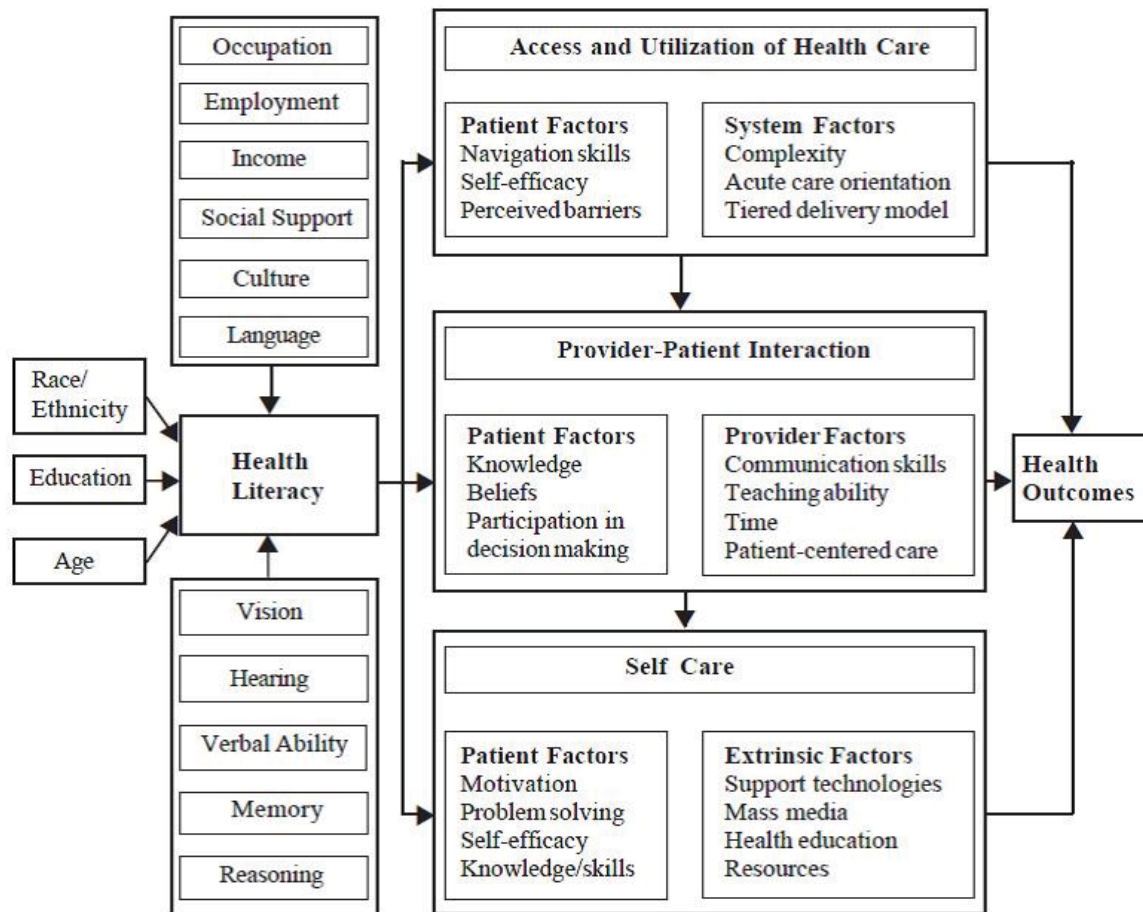 Occupation
Employment
Income
Social Support
Culture
Language
Race/
Ethnicity
Education
Age
Health
Literacy
Vision
Hearing
Verbal Ability
Memory
Reasoning
Access and Utilization of Health Care
Patient Factors
Navigation skills
Self-efficacy
Perceived barriers
System Factors
Complexity
Acute care orientation
Tiered delivery model
Provider-Patient Interaction
Patient Factors
Knowledge
Beliefs
Participation in
decision making
Provider Factors
Communication skills
Teaching ability
Time
Patient-centered care
Self Care
Patient Factors
Motivation
Problem solving
Self-efficacy
Knowledge/skills
Extrinsic Factors
Support technologies
Mass media
Health education
Resources
Health
Outcomes